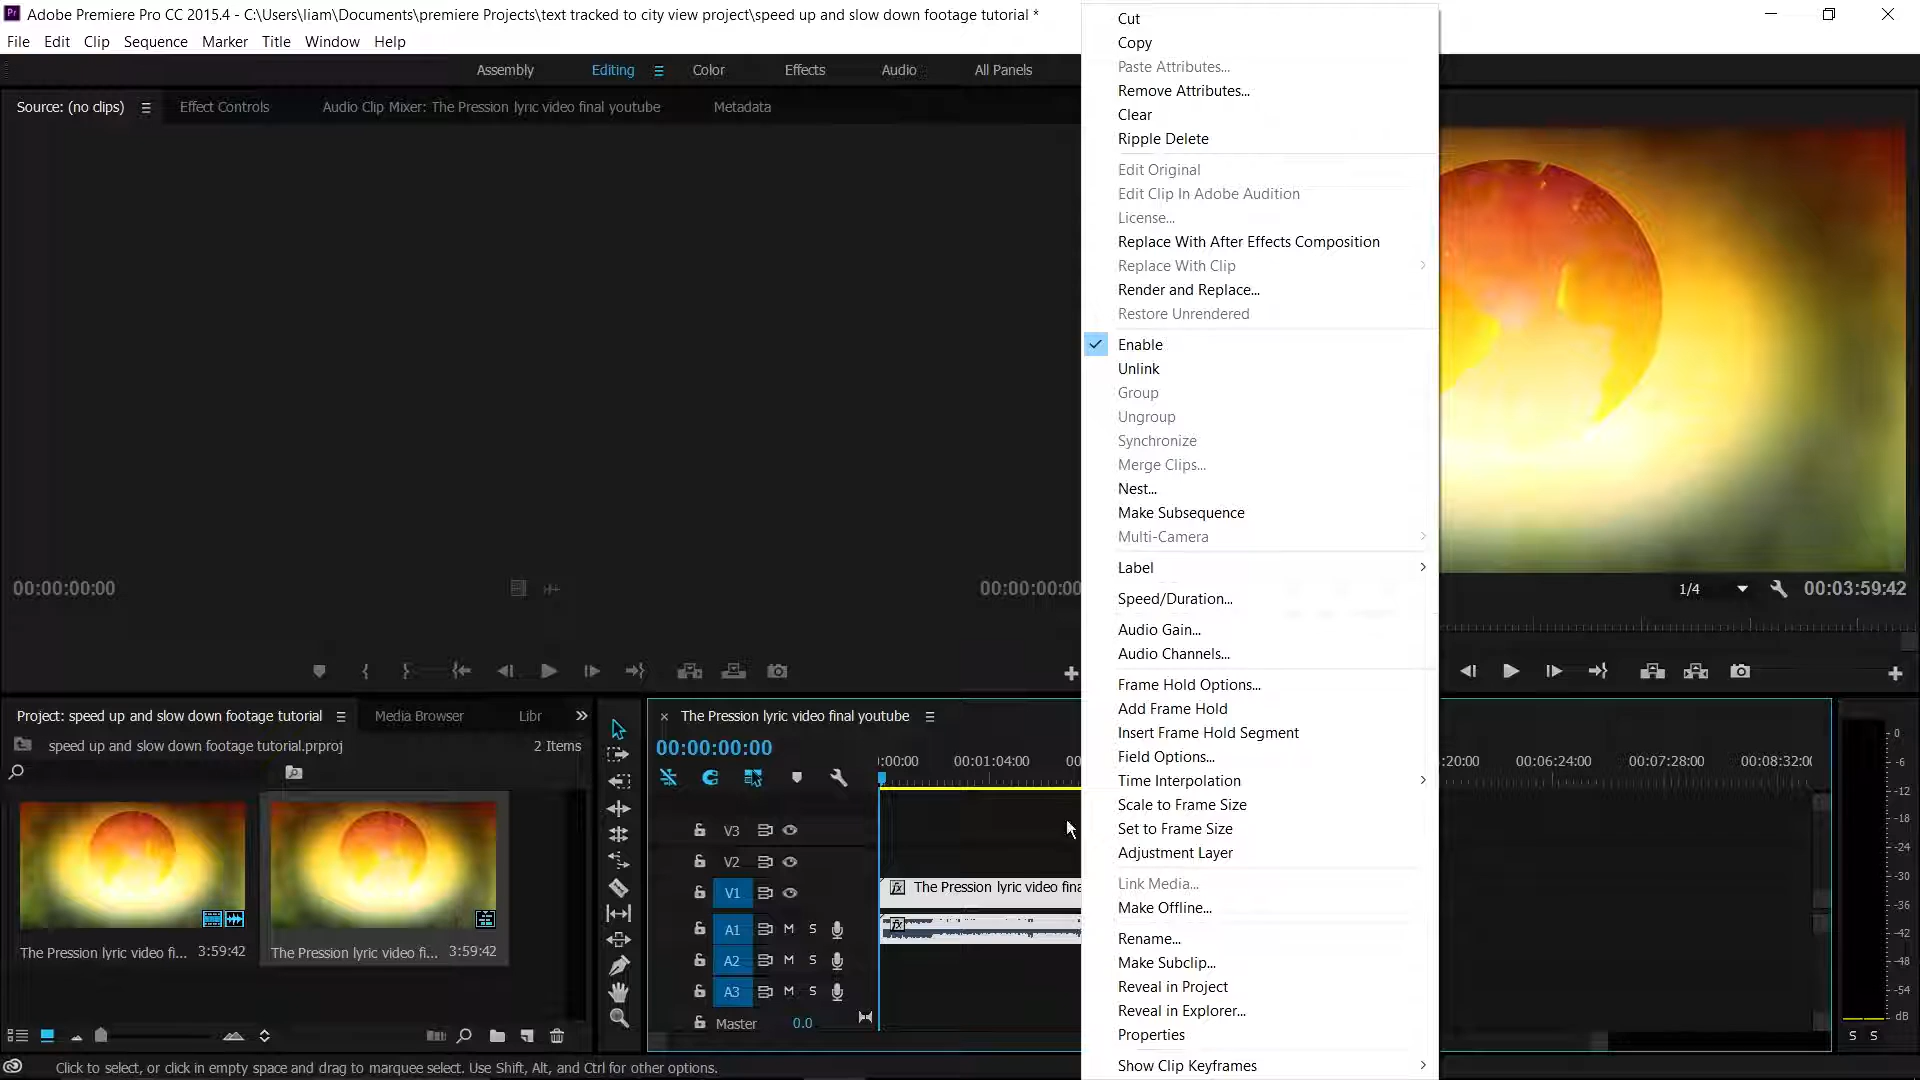 Adobe Premiere Pro CC 2015.4 - C:\Users\liam\Documents\premiere Projects\text tracked to city view project\speed up and slow down footage tutorial *
File Edit Clip Sequence Marker Title Window Help
Assembly Editing Color Effects Audio All Panels
Source: (no clips) Effect Controls Audio Clip Mixer: The Pression lyric video final youtube Metadata
00:00:00:00 00:00:00:00
Cut
Copy
Paste Attributes...
Remove Attributes...
Clear
Ripple Delete
Edit Original
Edit Clip In Adobe Audition
License...
Replace With After Effects Composition
Replace With Clip
Render and Replace...
Restore Unrendered
Enable
Unlink
Group
Ungroup
Synchronize
Merge Clips...
Nest...
Make Subsequence
Multi-Camera
Label
Speed/Duration...
Audio Gain...
Audio Channels...
Frame Hold Options...
Add Frame Hold
Insert Frame Hold Segment
Field Options...
Time Interpolation
Scale to Frame Size
Set to Frame Size
Adjustment Layer
Link Media...
Make Offline...
Rename...
Make Subclip...
Reveal in Project
Reveal in Explorer...
Properties
Show Clip Keyframes
1/4 00:03:59:42
Project: speed up and slow down footage tutorial Media Browser Libr
speed up and slow down footage tutorial.prproj 2 Items
The Pression lyric video fi... 3:59:42 The Pression lyric video fi... 3:59:42
The Pression lyric video final youtube
00:00:00:00
:00:00 00:01:04:00 00 :20:00 00:06:24:00 00:07:28:00 00:08:32:00
V3
V2
V1 The Pression lyric video fina
A1 M S
A2 M S
A3 M S
Master 0.0
0
-6
-12
-18
-24
-30
-36
-42
-48
-54
dB
S S
Click to select, or click in empty space and drag to marquee select. Use Shift, Alt, and Ctrl for other options.